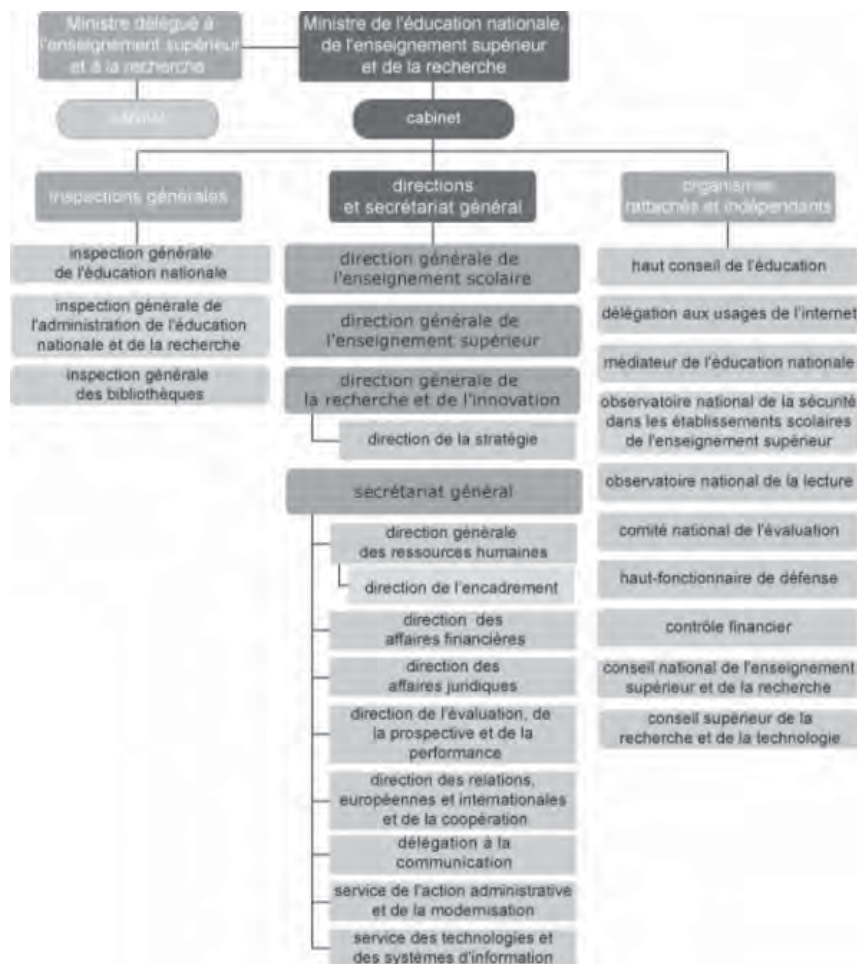 Ministre délégué à
l'enseignement supérieur
et à la recherche
Ministre de l'éducation nationale,
de l'enseignement supérieur
et de la recherche
cabinet
cabinet
inspections générales
directions
et secrétariat général
organismes
rattachés et indépendants
inspection générale
de l'éducation nationale
inspection générale de
l'administration de l'éducation
nationale et de la recherche
inspection générale
des bibliothèques
direction générale de
l'enseignement scolaire
direction générale de
l'enseignement supérieur
direction générale de
la recherche et de l'innovation
direction de la stratégie
secrétariat général
direction générale
des ressources humaines
direction de l'encadrement
direction des
affaires financières
direction des
affaires juridiques
direction de l'évaluation, de
la prospective et de la
performance
direction des relations,
européennes et internationales
et de la coopération
délégation à la
communication
service de l'action administrative
et de la modernisation
service des technologies et
des systèmes d'information
haut conseil de l'éducation
délégation aux usages de l'internet
médiateur de l'éducation nationale
observatoire national de la sécurité
dans les établissements scolaires
de l'enseignement supérieur
observatoire national de la lecture
comité national de l'évaluation
haut-fonctionnaire de défense
contrôle financier
conseil national de l'enseignement
supérieur et de la recherche
conseil supérieur de la
recherche et de la technologie